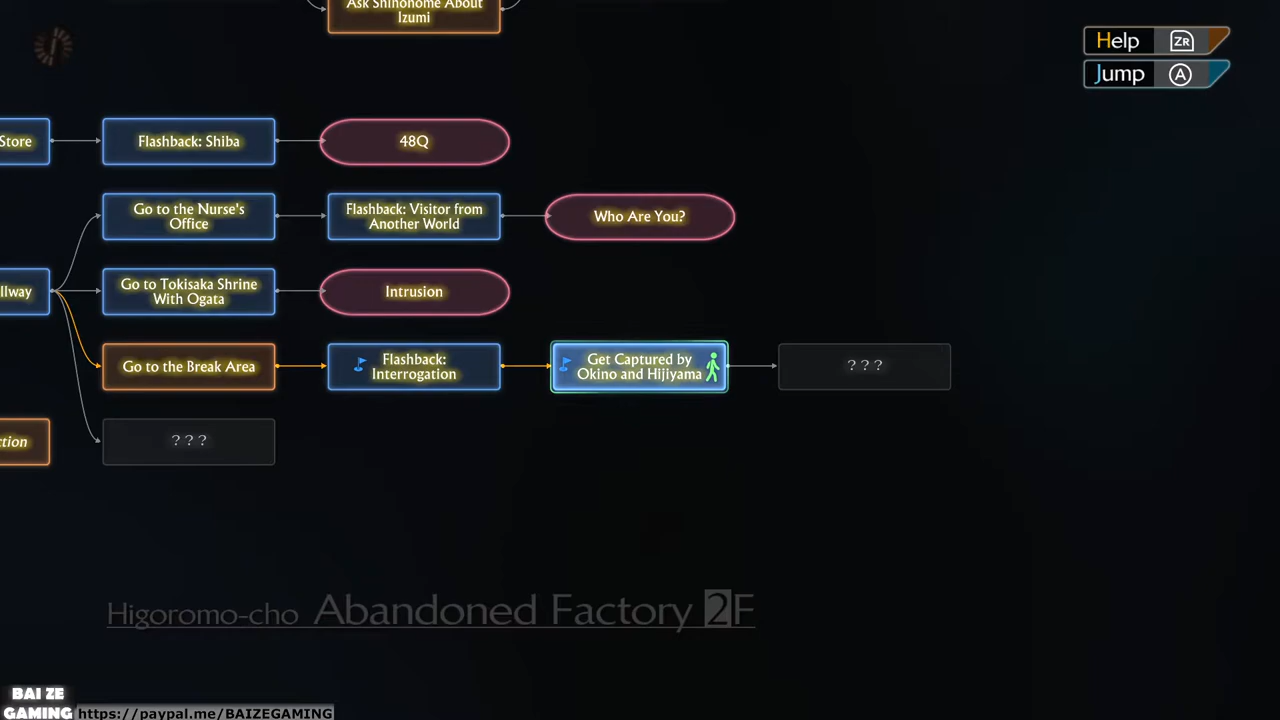 Ask Shinonome About
Izumi
Help ZR
Jump A
Store
Flashback: Shiba
48Q
Go to the Nurse's
Office
Flashback: Visitor from
Another World
Who Are You?
llway
Go to Tokisaka Shrine
With Ogata
Intrusion
Go to the Break Area
Flashback:
Interrogation
Get Captured by
Okino and Hijiyama
? ? ?
ction
? ? ?
Higoromo-cho Abandoned Factory 2F
BAI ZE
GAMING https://paypal.me/BAIZEGAMING